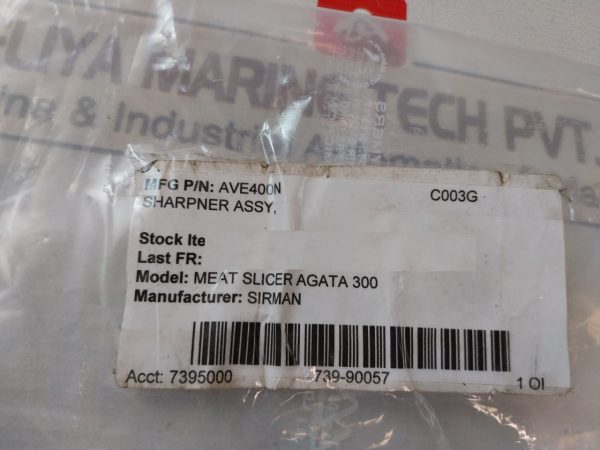 -LIYA MARINE TECH PVT.
ine & Industrial Automation
MFG P/N: AVE400N C003G
SHARPNER ASSY,
Stock Ite
Last FR:
Model: MEAT SLICER AGATA 300
Manufacturer: SIRMAN
Acct: 7395000 739-90057 1 OI